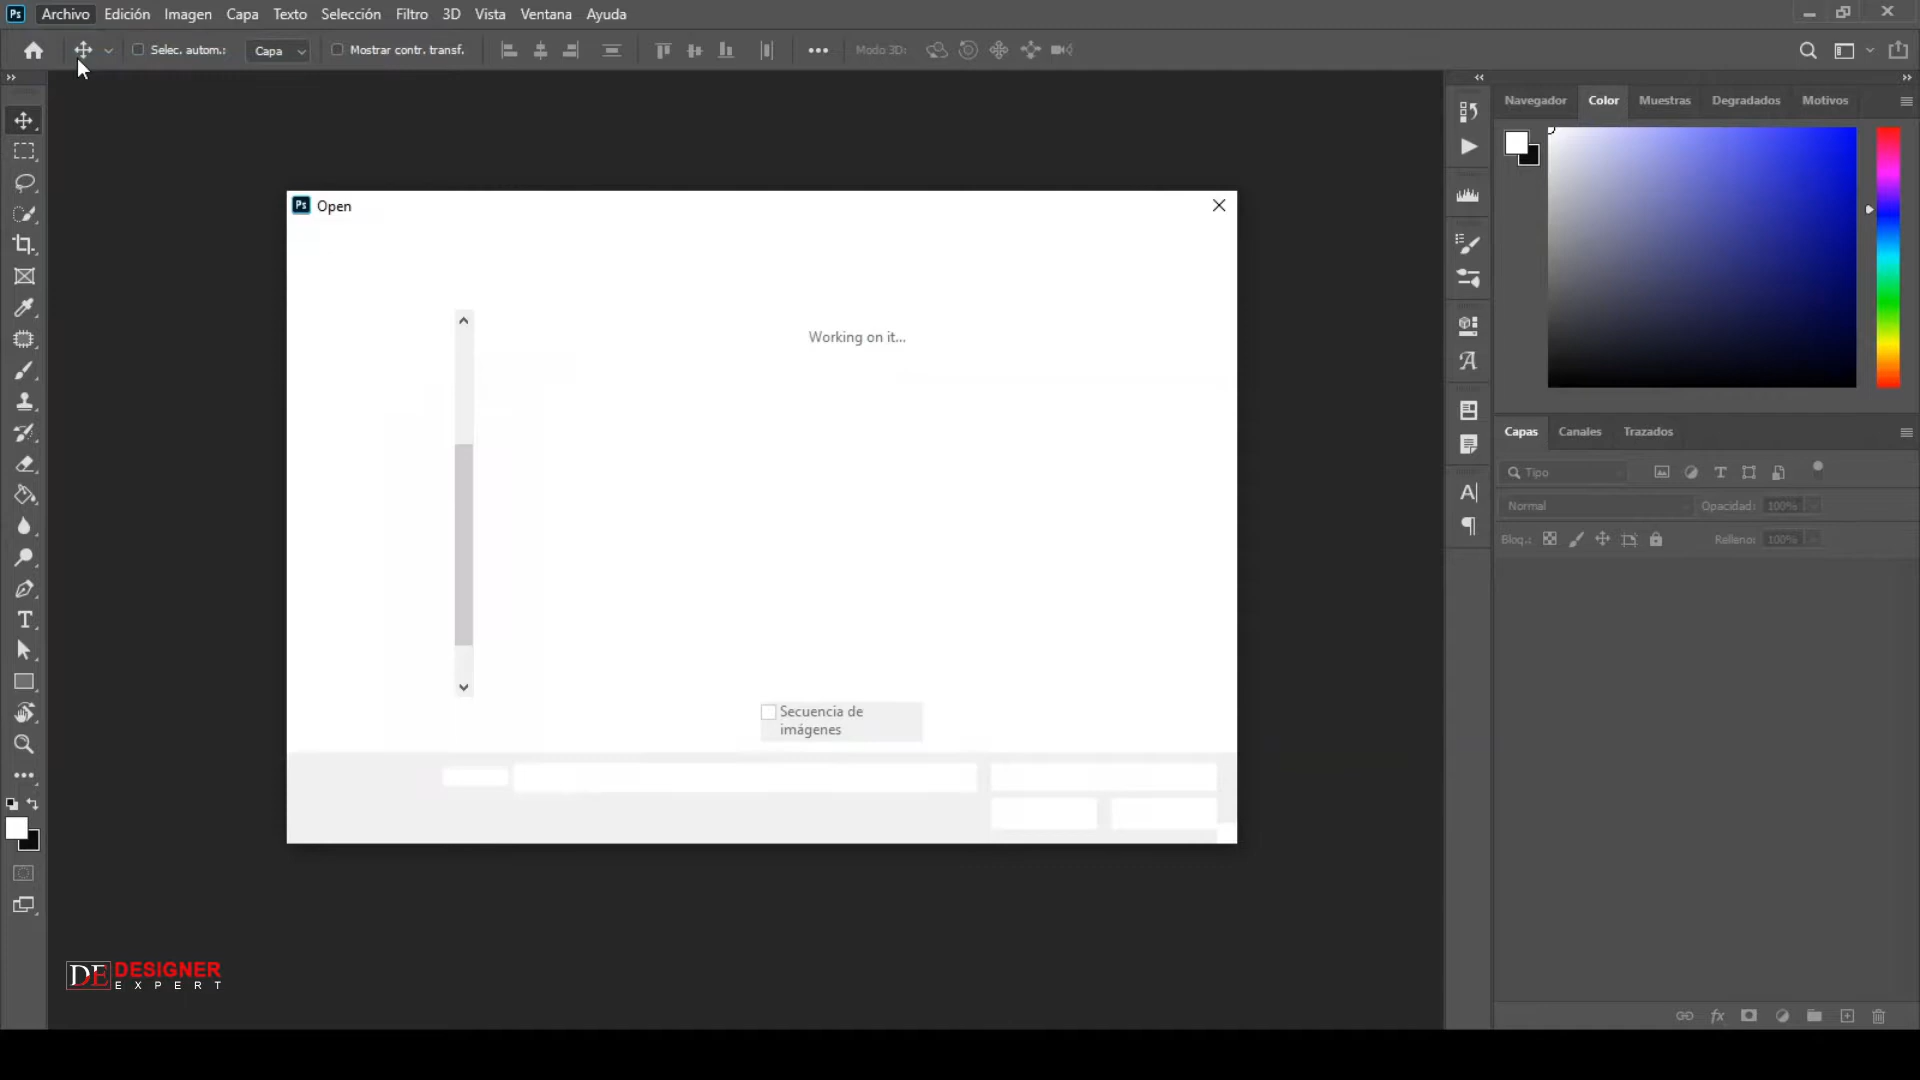 Ps Archivo Edición Imagen Capa Texto Selección Filtro 3D Vista Ventana Ayuda
Selec. autom.: Capa Mostrar contr. transf. Modo 3D:
Navegador Color Muestras Degradados Motivos
Ps Open
Working on it...
Capas Canales Trazados
Tipo
Normal Opacidad: 100%
Bloq.: Relleno: 100%
Secuencia de
imágenes
DE DESIGNER
EXPERT